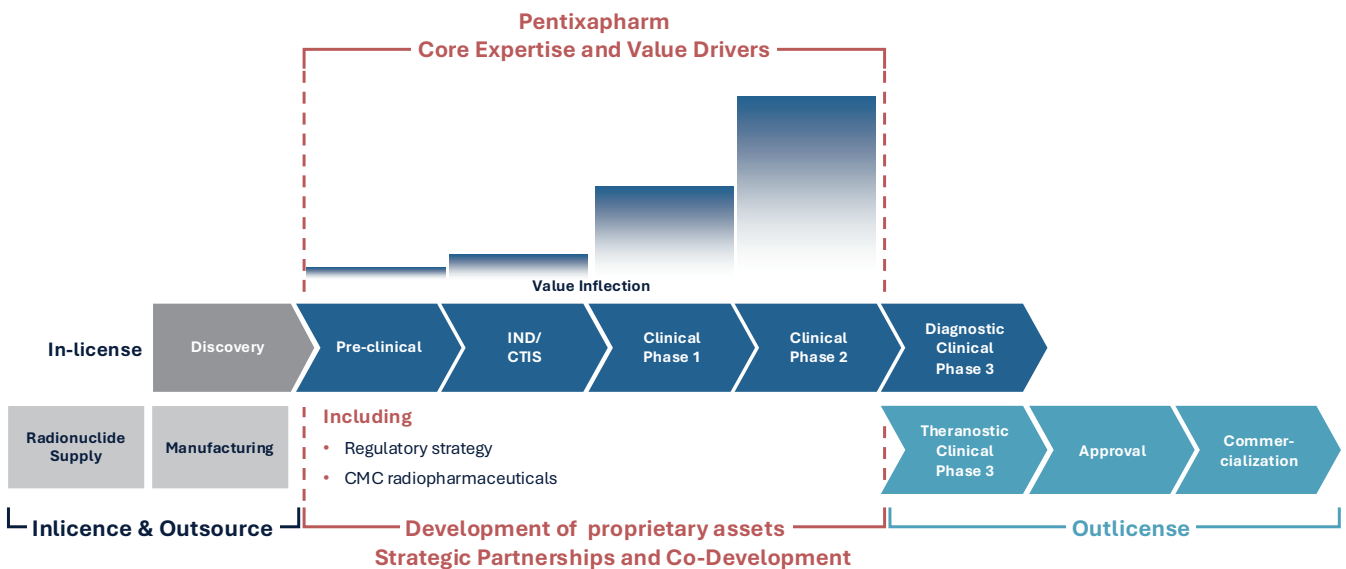 Pentixapharm
Core Expertise and Value Drivers
Value Inflection
In-license
Discovery
Pre-clinical
IND/
CTIS
Clinical
Phase 1
Clinical
Phase 2
Diagnostic
Clinical
Phase 3
Radionuclide
Supply
Manufacturing
Including
• Regulatory strategy
• CMC radiopharmaceuticals
Theranostic
Clinical
Phase 3
Approval
Commer-
cialization
Inlicence & Outsource
Development of proprietary assets
Strategic Partnerships and Co-Development
Outlicense